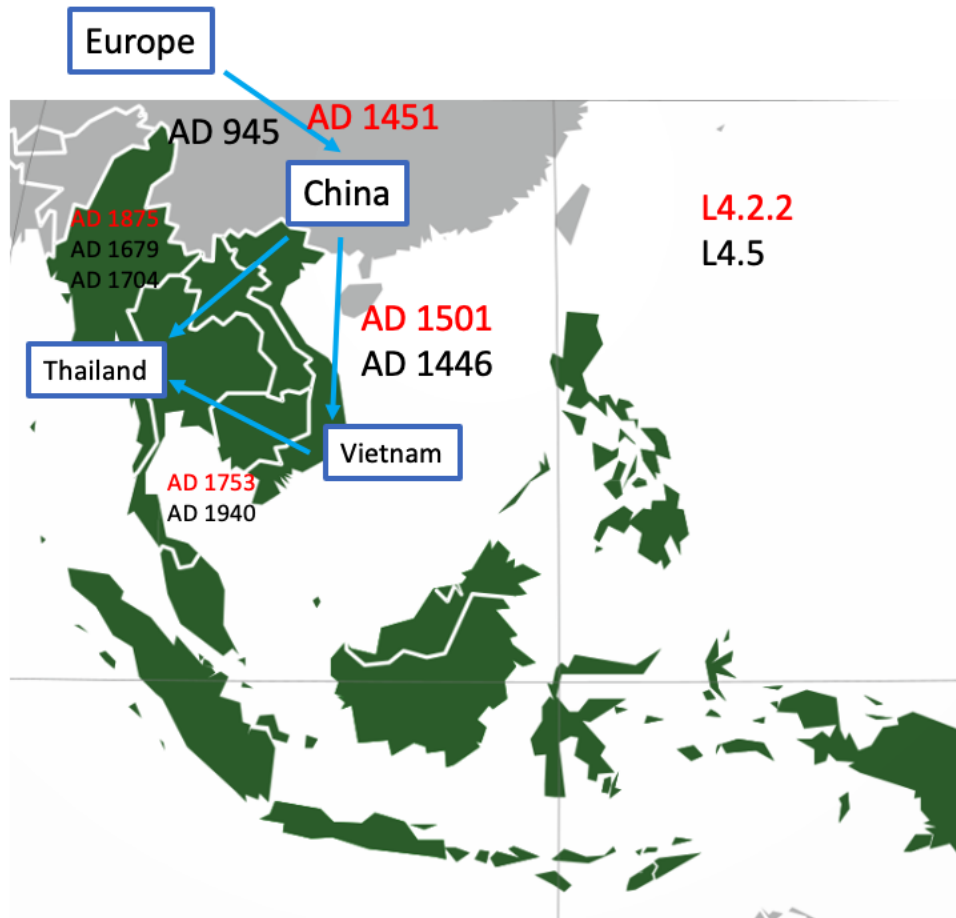 Europe
AD 945
AD 1451
China
AD 1875
AD 1679
AD 1704
L4.2.2
L4.5
AD 1501
AD 1446
Thailand
Vietnam
AD 1753
AD 1940